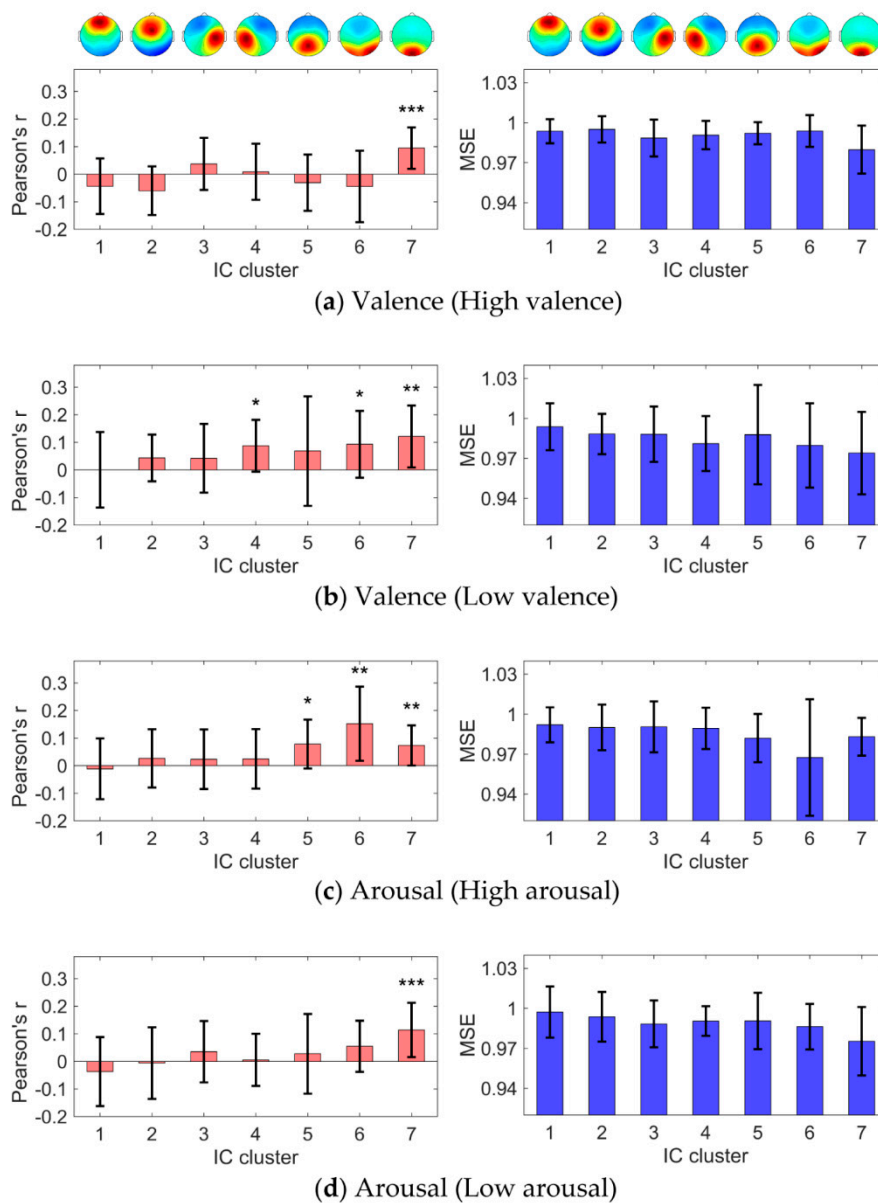 0.3
0.2
0.1
0
-0.1
-0.2
Pearson's r
***
1 2 3 4 5 6 7
IC cluster
1.03
1
0.97
0.94
MSE
1 2 3 4 5 6 7
IC cluster
(a) Valence (High valence)
0.3
0.2
0.1
0
-0.1
-0.2
Pearson's r
* * **
1 2 3 4 5 6 7
IC cluster
1.03
1
0.97
0.94
MSE
1 2 3 4 5 6 7
IC cluster
(b) Valence (Low valence)
0.3
0.2
0.1
0
-0.1
-0.2
Pearson's r
* ** **
1 2 3 4 5 6 7
IC cluster
1.03
1
0.97
0.94
MSE
1 2 3 4 5 6 7
IC cluster
(c) Arousal (High arousal)
0.3
0.2
0.1
0
-0.1
-0.2
Pearson's r
***
1 2 3 4 5 6 7
IC cluster
1.03
1
0.97
0.94
MSE
1 2 3 4 5 6 7
IC cluster
(d) Arousal (Low arousal)